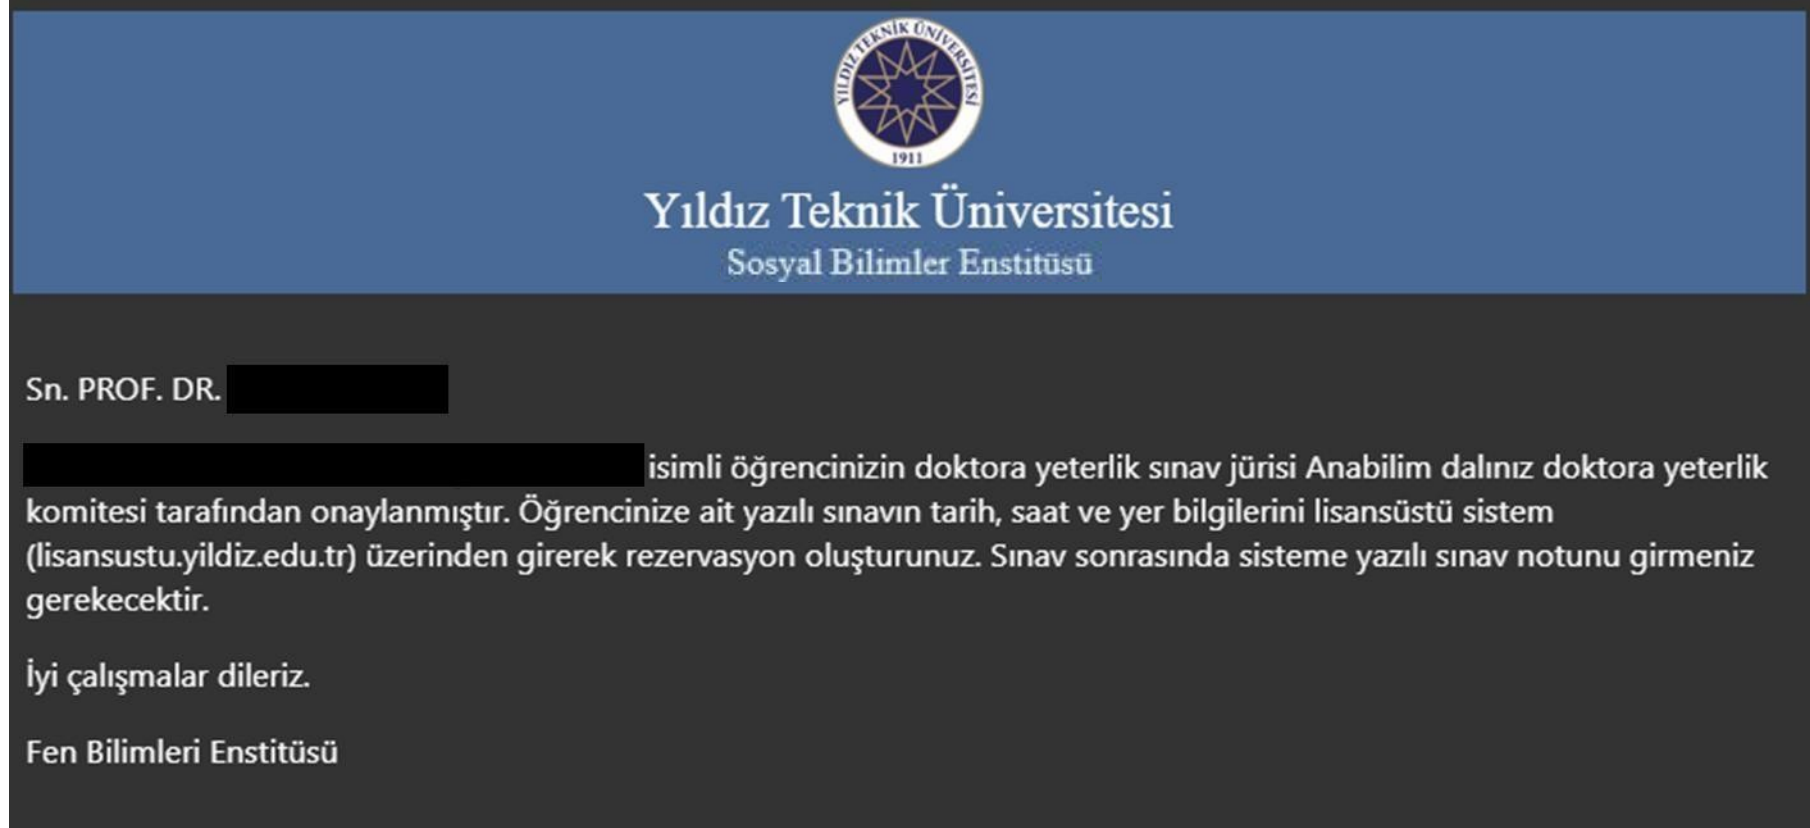 YILDIZ TEKNİK ÜNİVERSİTESİ
1911
Yıldız Teknik Üniversitesi
Sosyal Bilimler Enstitüsü
Sn. PROF. DR.
isimli öğrencinizin doktora yeterlik sınav jürisi Anabilim dalınız doktora yeterlik
komitesi tarafından onaylanmıştır. Öğrencinize ait yazılı sınavın tarih, saat ve yer bilgilerini lisansüstü sistem
(lisansustu.yildiz.edu.tr) üzerinden girerek rezervasyon oluşturunuz. Sınav sonrasında sisteme yazılı sınav notunu girmeniz
gerekecektir.
İyi çalışmalar dileriz.
Fen Bilimleri Enstitüsü